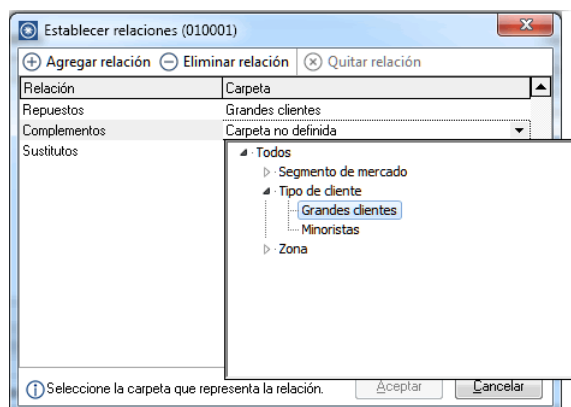 Establecer relaciones (010001)
Agregar relación Eliminar relación Quitar relación
Relación Carpeta
Repuestos Grandes clientes
Complementos Carpeta no definida
Sustitutos
Todos
Segmento de mercado
Tipo de cliente
Grandes clientes
Minoristas
Zona
Seleccione la carpeta que representa la relación. Aceptar Cancelar